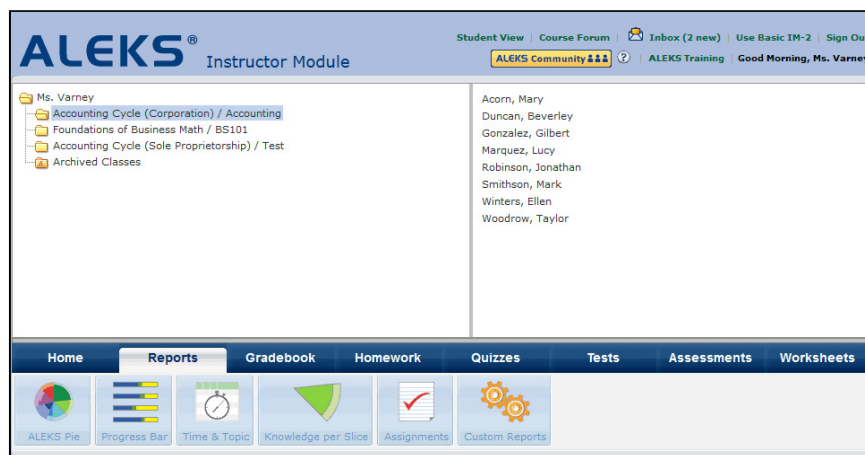 ALEKS® Instructor Module
Student View | Course Forum | Inbox (2 new) | Use Basic IM-2 | Sign Ou
ALEKS Community ? | ALEKS Training | Good Morning, Ms. Varney
Ms. Varney
Accounting Cycle (Corporation) / Accounting
Foundations of Business Math / BS101
Accounting Cycle (Sole Proprietorship) / Test
Archived Classes
Acorn, Mary
Duncan, Beverley
Gonzalez, Gilbert
Marquez, Lucy
Robinson, Jonathan
Smithson, Mark
Winters, Ellen
Woodrow, Taylor
Home Reports Gradebook Homework Quizzes Tests Assessments Worksheets
ALEKS Pie Progress Bar Time & Topic Knowledge per Slice Assignments Custom Reports